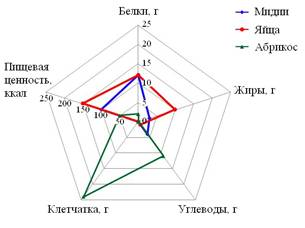 Белки, г
Мидии
Яйца
Абрикос
25
20
15
10
5
0
Пищевая
ценность,
ккал
250 200 150 100 50
Жиры, г
Клетчатка, г
Углеводы, г